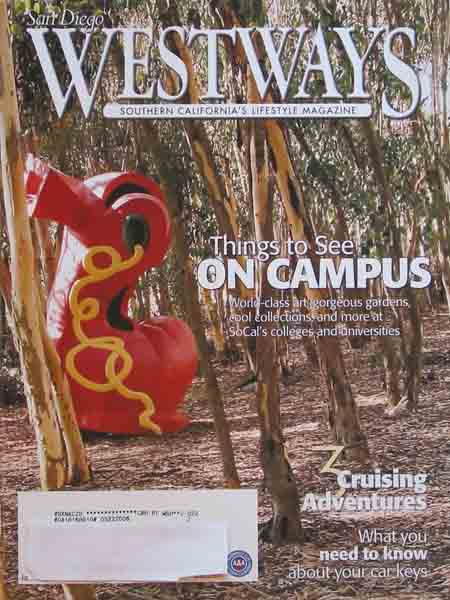 San Diego
WESTWAYS
SOUTHERN CALIFORNIA'S LIFESTYLE MAGAZINE
Things to See
ON CAMPUS
World-class art, gorgeous gardens,
cool collections, and more at
SoCal's colleges and universities
Cruising
Adventures
What you
need to know
about your car keys
AAA